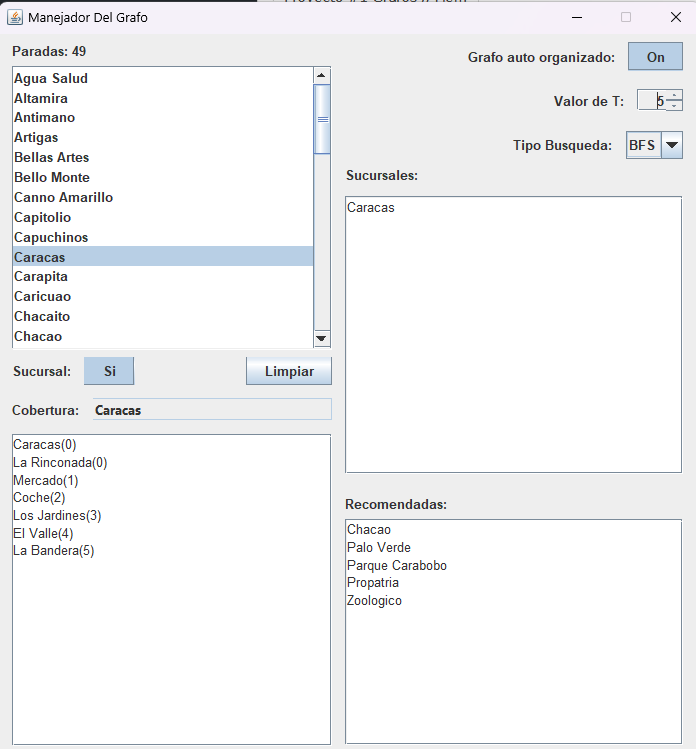 Manejador Del Grafo
Paradas: 49
Agua Salud
Altamira
Antimano
Artigas
Bellas Artes
Bello Monte
Canno Amarillo
Capitolio
Capuchinos
Caracas
Carapita
Caricuao
Chacaito
Chacao
Sucursal: Si Limpiar
Cobertura: Caracas
Caracas(0)
La Rinconada(0)
Mercado(1)
Coche(2)
Los Jardines(3)
El Valle(4)
La Bandera(5)
Grafo auto organizado: On
Valor de T: 5
Tipo Busqueda: BFS
Sucursales:
Caracas
Recomendadas:
Chacao
Palo Verde
Parque Carabobo
Propatria
Zoologico